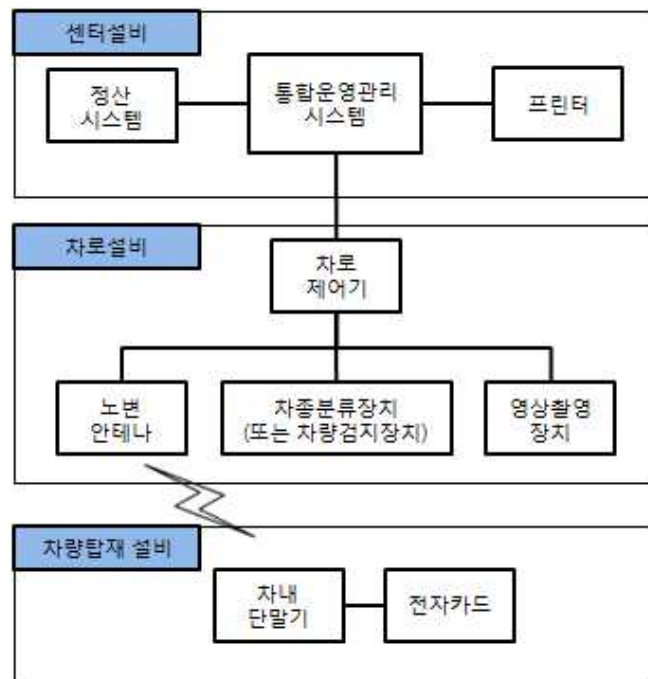 센터설비
정산
시스템
통합운영관리
시스템
프린터
차로설비
차로
제어기
노변
안테나
차종분류장치
(또는 차량검지장치)
영상촬영
장치
차량탑재 설비
차내
단말기
전자카드